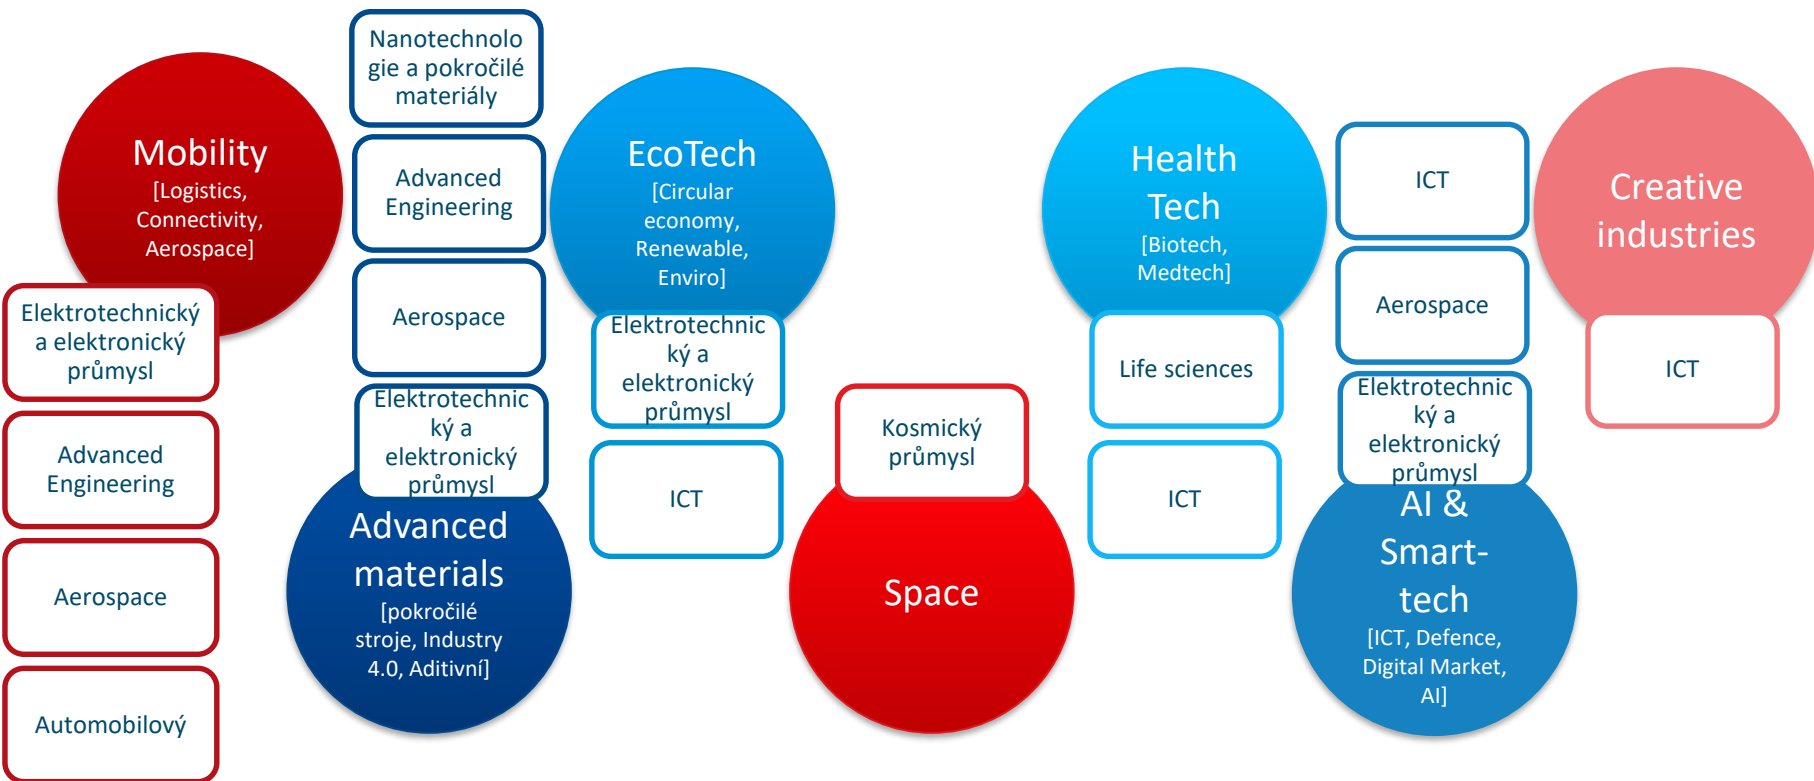 Mobility
[Logistics,
Connectivity,
Aerospace]
Elektrotechnický
a elektronický
průmysl
Advanced
Engineering
Aerospace
Automobilový
Nanotechnolo
gie a pokročilé
materiály
Advanced
Engineering
Aerospace
Elektrotechnic
ký a
elektronický
průmysl
Advanced
materials
[pokročilé
stroje, Industry
4.0, Aditivní]
EcoTech
[Circular
economy,
Renewable,
Enviro]
Elektrotechnic
ký a
elektronický
průmysl
ICT
Kosmický
průmysl
Space
Health
Tech
[Biotech,
Medtech]
Life sciences
ICT
ICT
Aerospace
Elektrotechnic
ký a
elektronický
průmysl
AI &
Smart-
tech
[ICT, Defence,
Digital Market,
AI]
Creative
industries
ICT